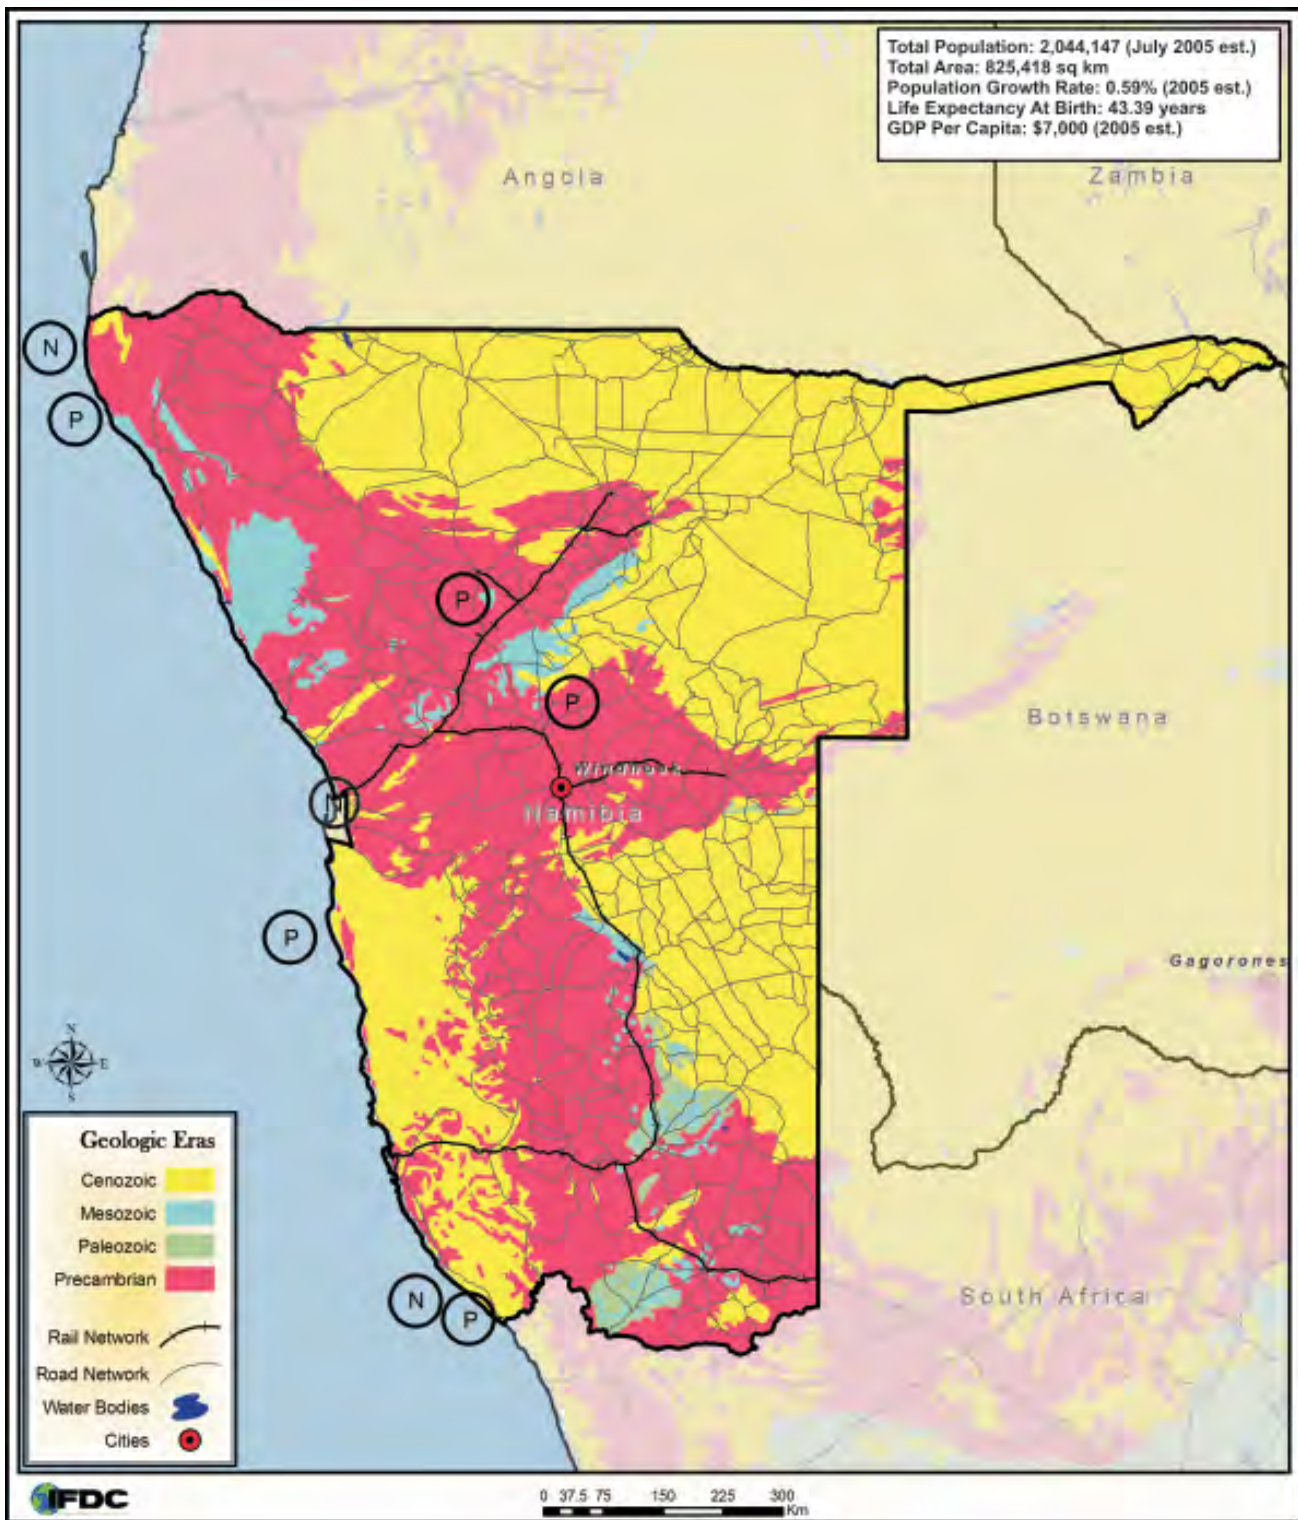 Total Population: 2,044,147 (July 2005 est.)
Total Area: 825,418 sq km
Population Growth Rate: 0.59% (2005 est.)
Life Expectancy At Birth: 43.39 years
GDP Per Capita: $7,000 (2005 est.)
Angola
Zambia
N
P
P
P
Botswana
Namibia
N
P
Gagorones
N
W E
S
Geologic Eras
Cenozoic
Mesozoic
Paleozoic
Precambrian
Rail Network
Road Network
Water Bodies
Cities
N
P
South Africa
IFDC
0 37.5 75 150 225 300
Km